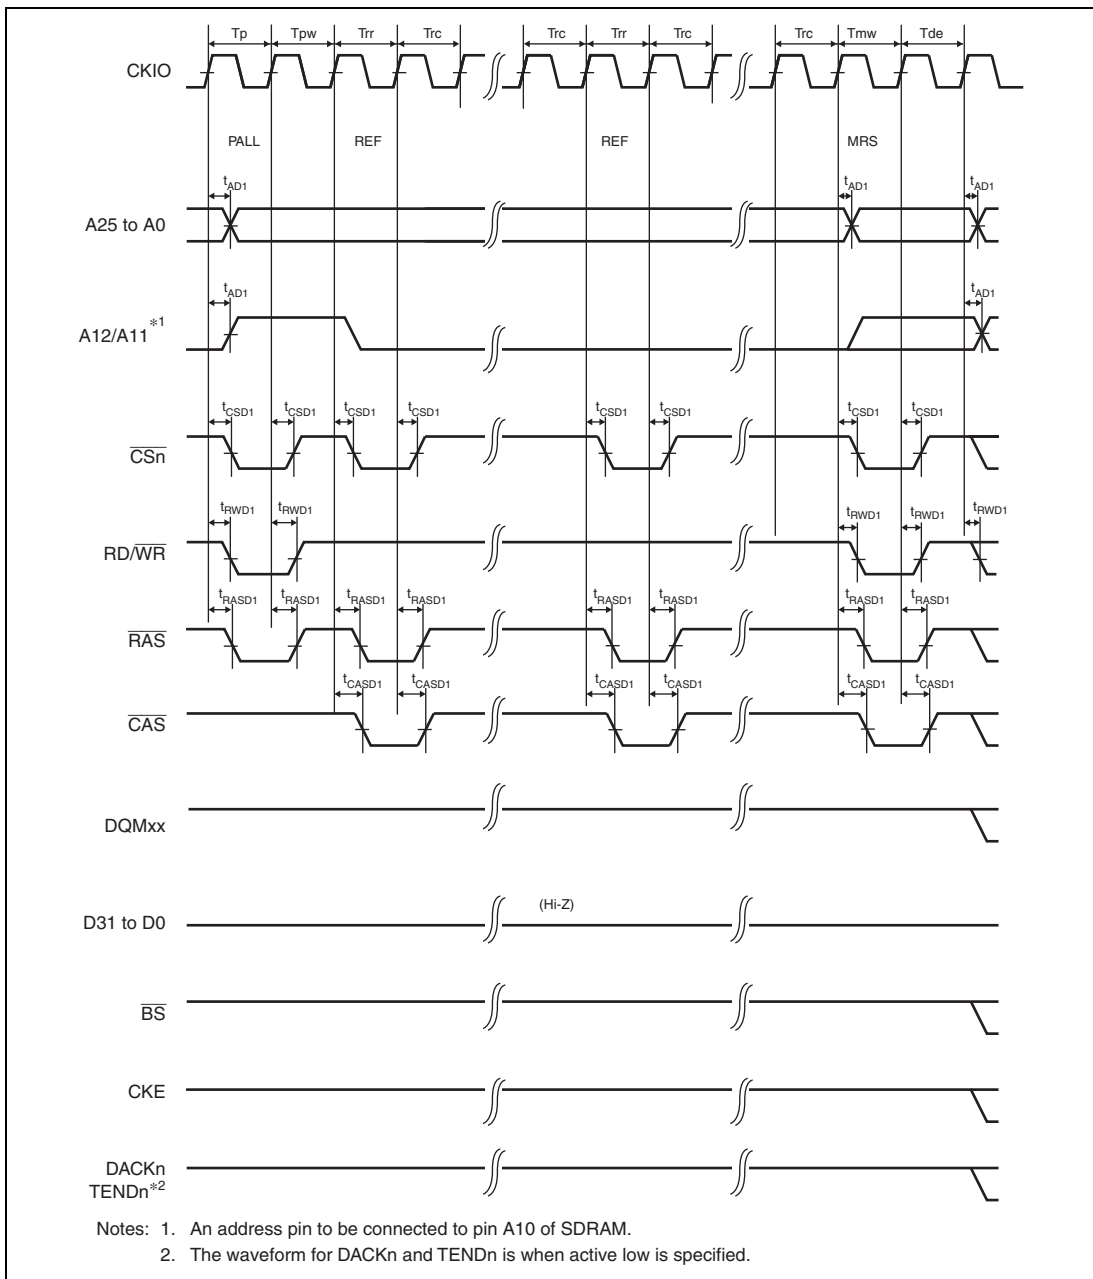 Tp Tpw Trr Trc Trc Trr Trc Trc Tmw Tde
CKIO
PALL REF REF MRS
tAD1 tAD1 tAD1
A25 to A0
tAD1 tAD1
A12/A11*1
tCSD1 tCSD1 tCSD1 tCSD1 tCSD1 tCSD1 tCSD1 tCSD1
CSn
tRWD1 tRWD1 tRWD1 tRWD1 tRWD1
RD/WR
tRASD1 tRASD1 tRASD1 tRASD1 tRASD1 tRASD1 tRASD1 tRASD1
RAS
tCASD1 tCASD1 tCASD1 tCASD1 tCASD1 tCASD1
CAS
DQMxx
(Hi-Z)
D31 to D0
BS
CKE
DACKn
TENDn*2
Notes: 1. An address pin to be connected to pin A10 of SDRAM.
2. The waveform for DACKn and TENDn is when active low is specified.